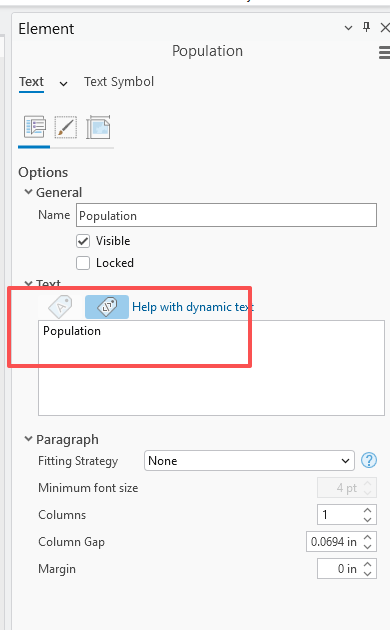 Element
Population
Text Text Symbol
Options
General
Name Population
Visible
Locked
Text
Help with dynamic text
Population
Paragraph
Fitting Strategy None
Minimum font size 4 pt
Columns 1
Column Gap 0.0694 in
Margin 0 in